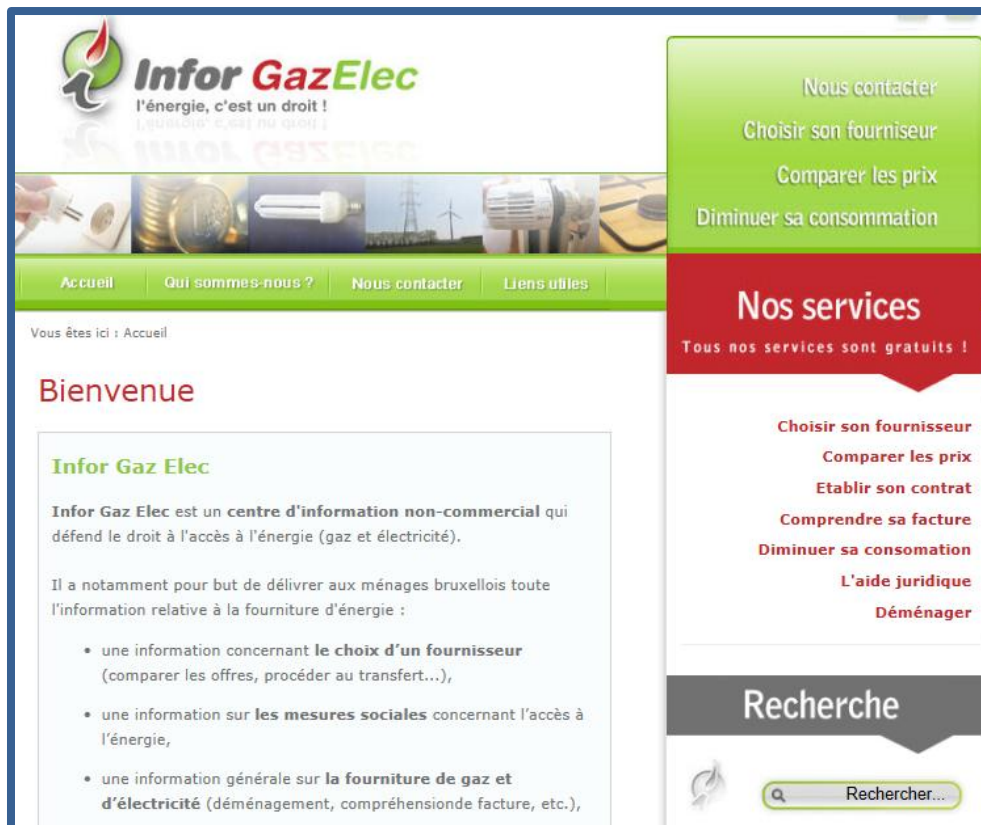 Infor GazElec
l'énergie, c'est un droit !
Nous contacter
Choisir son fourniseur
Comparer les prix
Diminuer sa consommation
Accueil
Qui sommes-nous ?
Nous contacter
Liens utiles
Nos services
Tous nos services sont gratuits !
Vous êtes ici : Accueil
Bienvenue
Infor Gaz Elec
Infor Gaz Elec est un centre d'information non-commercial qui
défend le droit à l'accès à l'énergie (gaz et électricité).
Il a notamment pour but de délivrer aux ménages bruxellois toute
l'information relative à la fourniture d'énergie :
• une information concernant le choix d’un fournisseur
(comparer les offres, procéder au transfert...),
• une information sur les mesures sociales concernant l’accès à
l’énergie,
• une information générale sur la fourniture de gaz et
d’électricité (déménagement, compréhensionde facture, etc.),
Choisir son fournisseur
Comparer les prix
Etablir son contrat
Comprendre sa facture
Diminuer sa consomation
L'aide juridique
Déménager
Recherche
Rechercher...